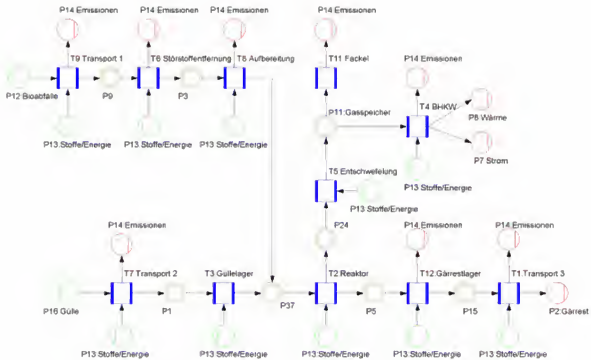 P14 Emissionen P14 Emissionen P14 Emissionen P14 Emissionen
T9 Transport 1 T6 Störstoffentfernung T8 Aufbereitung T11 Fackel
P14 Emissionen
P12:Bioabfälle P9 P3 P11:Gasspeicher T4 BHKW P8 Wärme
P13:Stoffe/Energie P13:Stoffe/Energie P13:Stoffe/Energie P7 Strom
T5 Entschwefelung P13 Stoffe/Energie
P13 Stoffe/Energie
P24
P14 Emissionen P14 Emissionen P14 Emissionen
T7 Transport 2 T3 Güllelager T2 Reaktor T12:Gärrestlager T1:Transport 3
P16 Gülle P1 P37 P5 P15 P2:Gärrest
P13:Stoffe/Energie P13:Stoffe/Energie P13:Stoffe/Energie P13:Stoffe/Energie P13:Stoffe/Energie